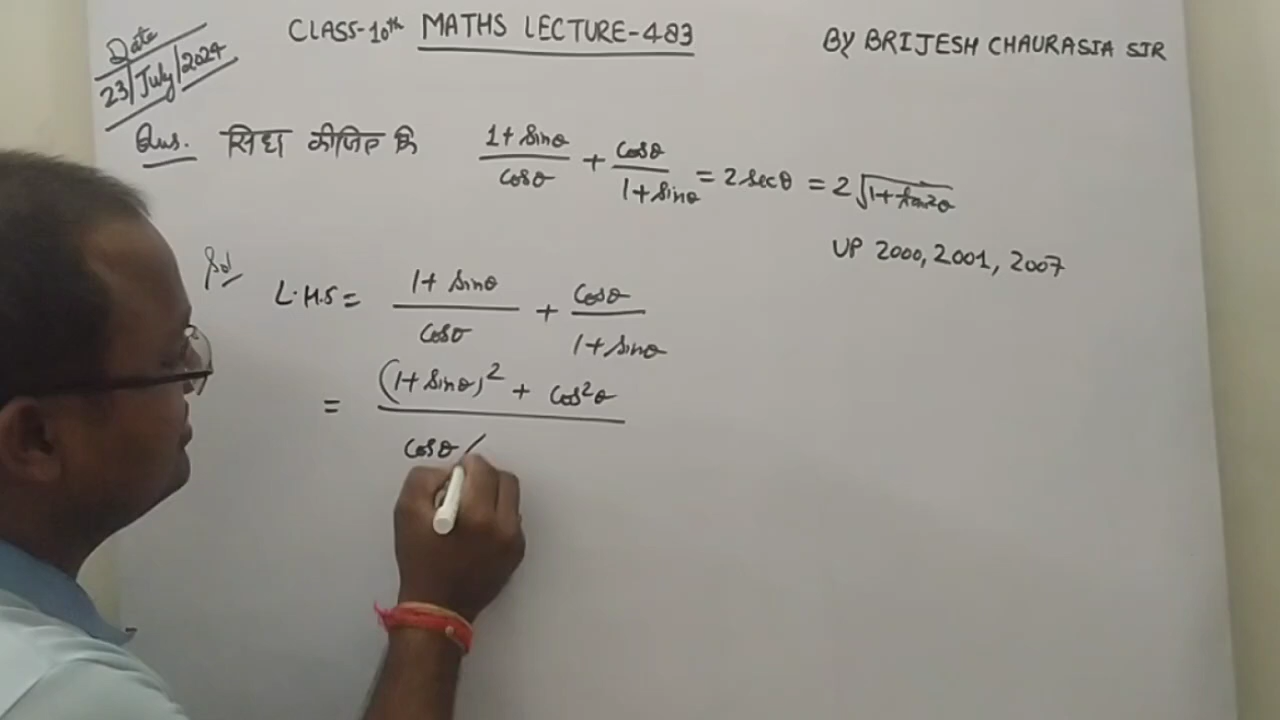 Date
23/July/2024
CLASS-10th MATHS LECTURE-483
BY BRIJESH CHAURASIA SIR
Qus. सिद्ध कीजिए कि (1+sinθ)/cosθ + cosθ/(1+sinθ) = 2secθ = 2√(1+tan²θ)
UP 2000, 2001, 2007
Sol
L.H.S = (1+sinθ)/cosθ + cosθ/(1+sinθ)
= ((1+sinθ)² + cos²θ)/cosθ(